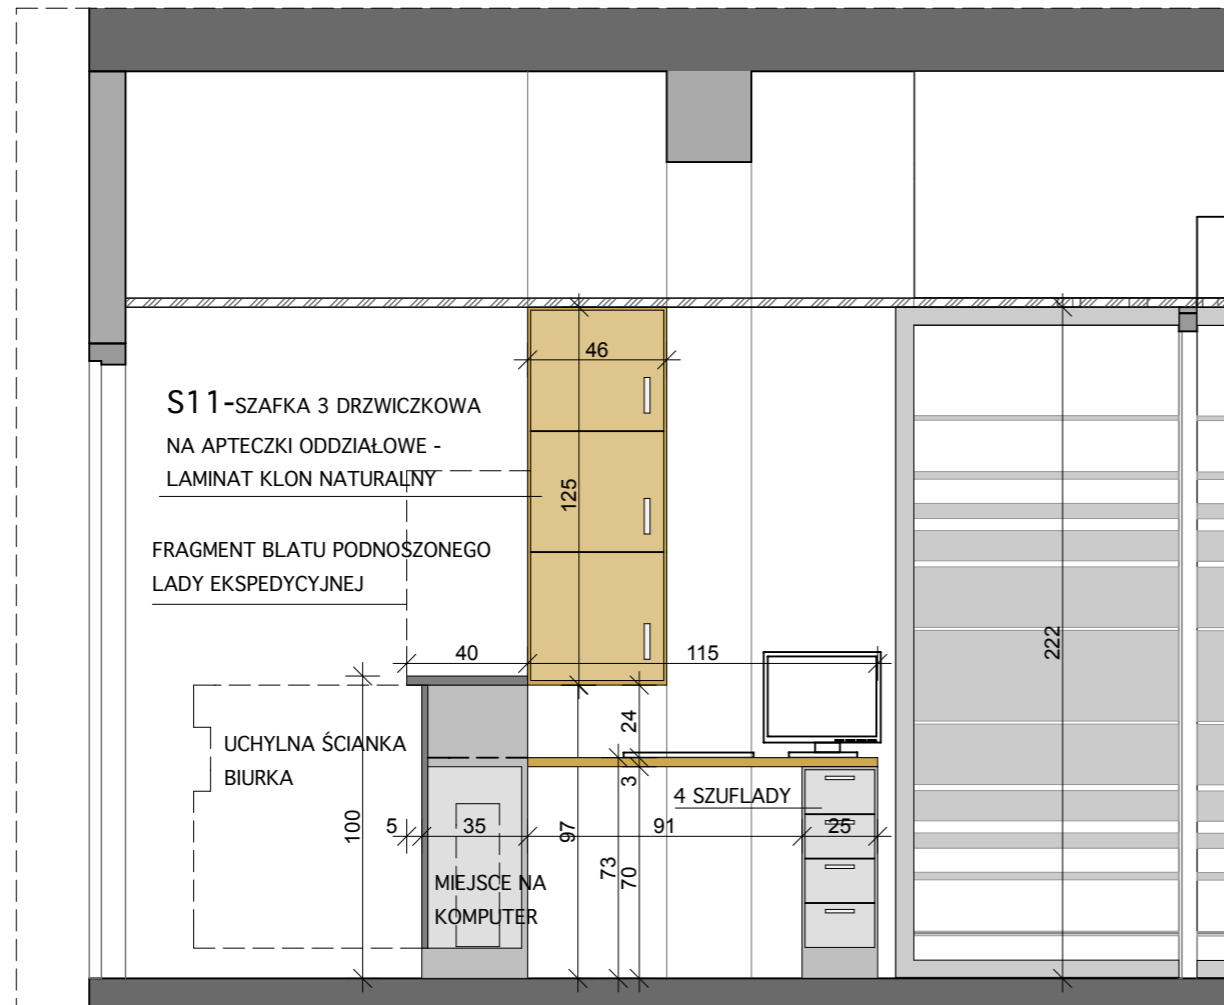 46
S11-SZAFKA 3 DRZWICZKOWA
NA APTECZKI ODDZIAŁOWE -
LAMINAT KLON NATURALNY
125
FRAGMENT BLATU PODNOSZONEGO
LADY EKSPEDYCYJNEJ
222
40
115
24
UCHYLNA ŚCIANKA
BIURKA
3
4 SZUFLADY
100
5
35
97
91
25
73
70
MIEJSCE NA
KOMPUTER